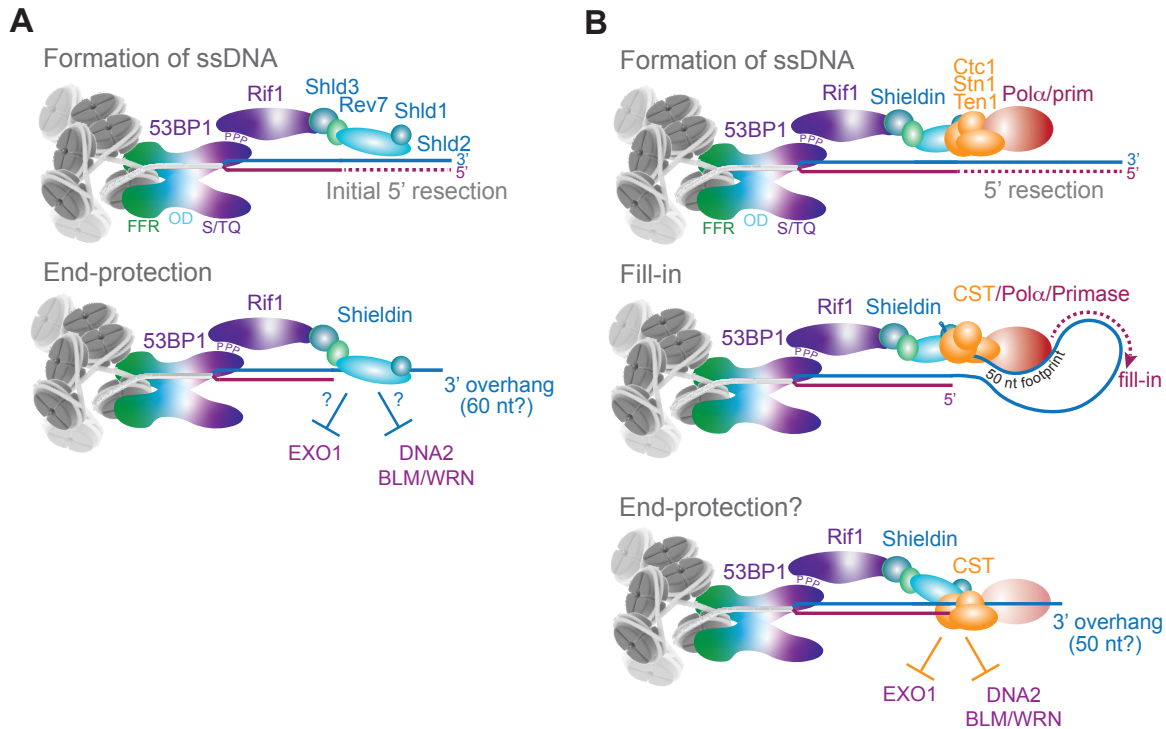 A
Formation of ssDNA
Shld3
Rev7
Shld1
Rif1
Shld2
53BP1
PPP
3’
5’
Initial 5’ resection
FFR
OD
S/TQ
End-protection
Rif1
Shieldin
53BP1
PPP
3’ overhang
(60 nt?)
?
?
EXO1
DNA2
BLM/WRN
B
Formation of ssDNA
Ctc1
Stn1
Ten1
Rif1
Shieldin
Polα/prim
53BP1
PPP
3’
5’
5’ resection
FFR
OD
S/TQ
Fill-in
Rif1
Shieldin
CST/Polα/Primase
53BP1
PPP
50 nt footprint
fill-in
5’
End-protection?
Rif1
Shieldin
CST
53BP1
PPP
3’ overhang
(50 nt?)
EXO1
DNA2
BLM/WRN